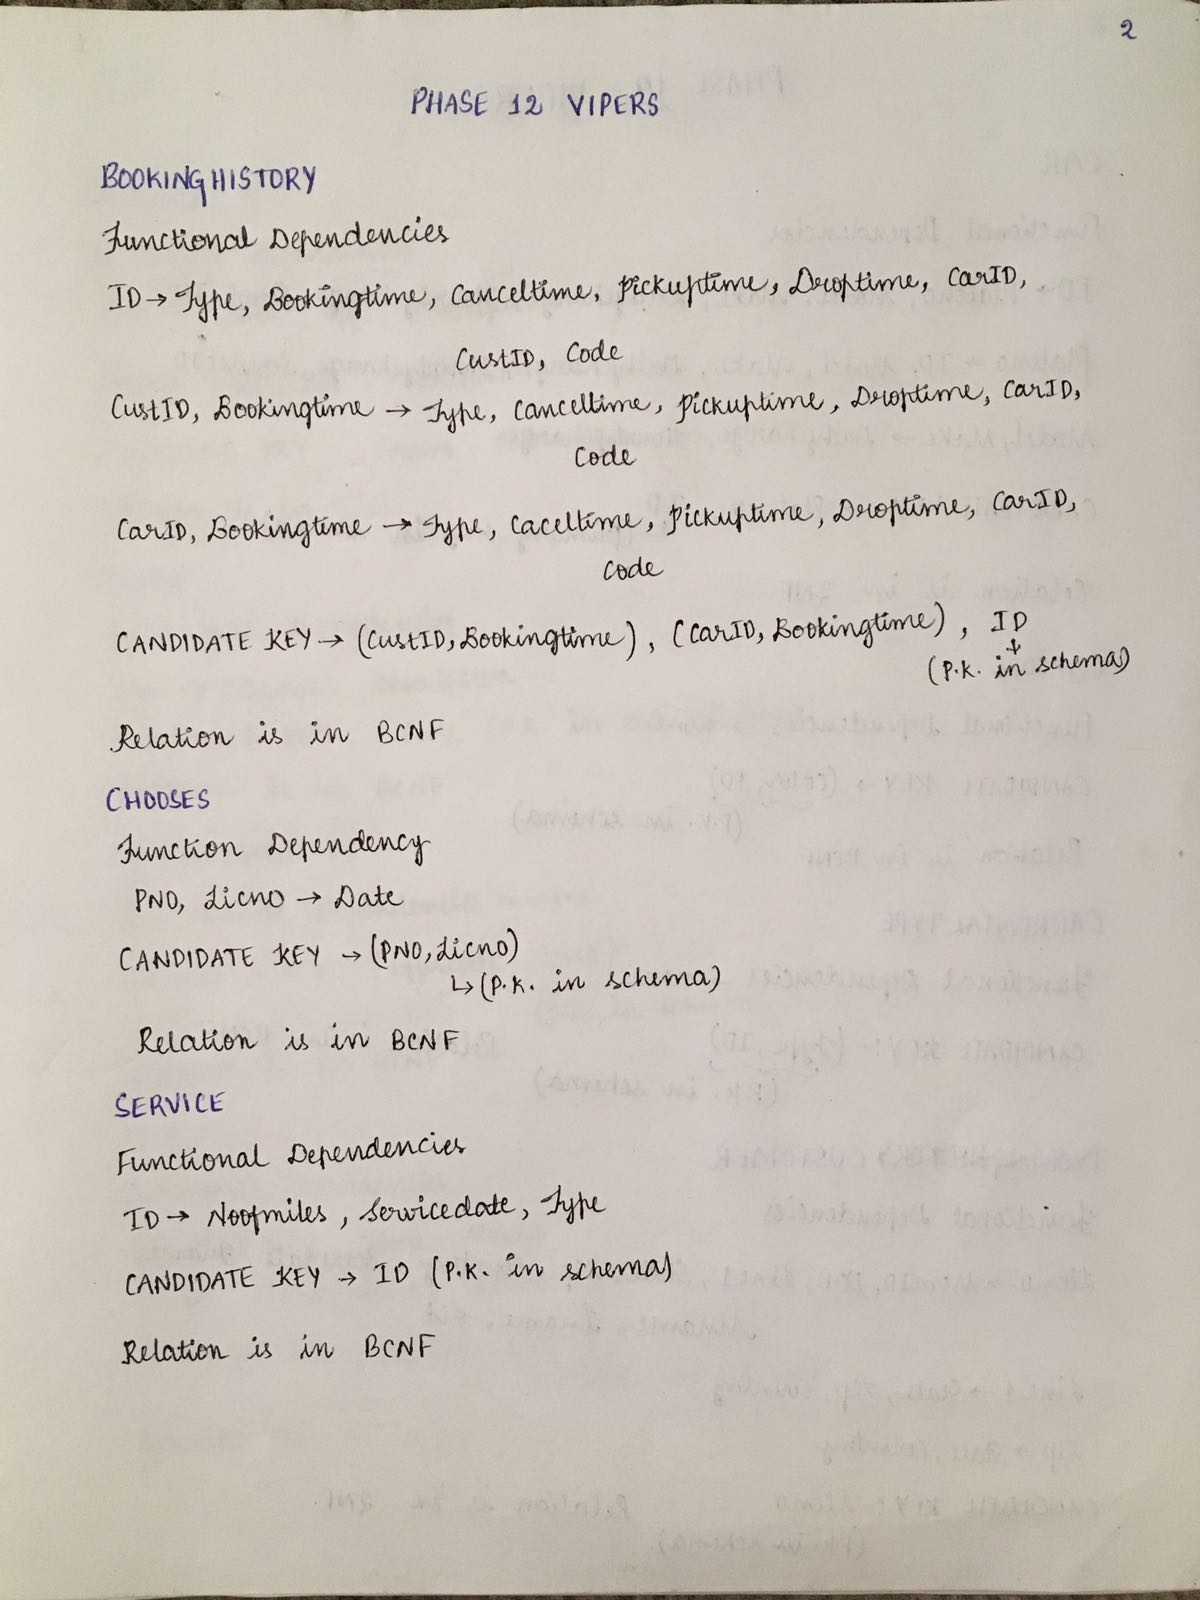 2
PHASE 12 VIPERS
BOOKINGHISTORY
Functional Dependencies
ID → Type, Bookingtime, Canceltime, Pickuptime, Droptime, CarID,
CustID, Code
CustID, Bookingtime → Type, Canceltime, Pickuptime, Droptime, CarID,
Code
CarID, Bookingtime → Type, Caceltime, Pickuptime, Droptime, CarID,
Code
CANDIDATE KEY → (CustID, Bookingtime), (CarID, Bookingtime), ID
↓
(P.K. in schema)
Relation is in BCNF
CHOOSES
Function Dependency
PNO, Licno → Date
CANDIDATE KEY → (PNO, Licno)
↳ (P.K. in schema)
Relation is in BCNF
SERVICE
Functional Dependencies
ID → Noofmiles, Servicedate, Type
CANDIDATE KEY → ID (P.K. in schema)
Relation is in BCNF